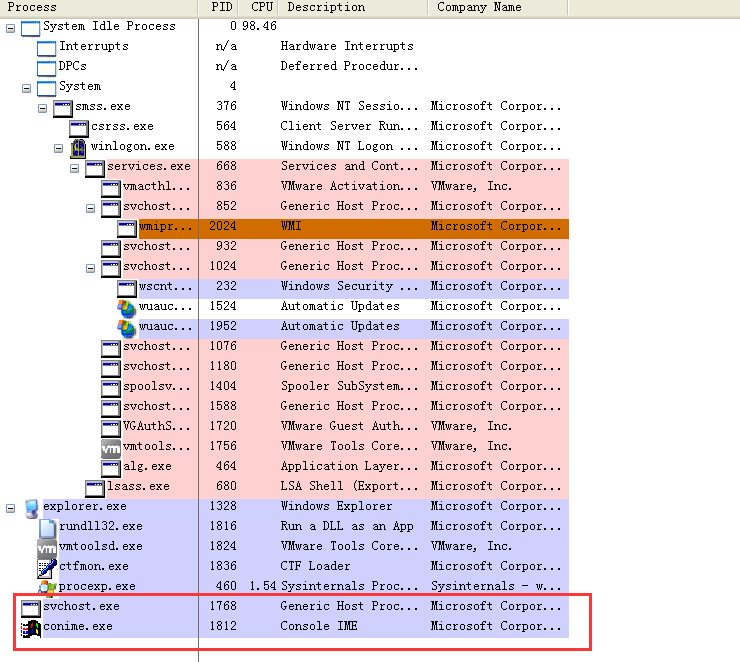 Process PID CPU Description Company Name
System Idle Process 0 98.46
Interrupts n/a Hardware Interrupts
DPCs n/a Deferred Procedur...
System 4
smss.exe 376 Windows NT Sessio... Microsoft Corpor...
csrss.exe 564 Client Server Run... Microsoft Corpor...
winlogon.exe 588 Windows NT Logon ... Microsoft Corpor...
services.exe 668 Services and Cont... Microsoft Corpor...
vmacthl... 836 VMware Activation... VMware, Inc.
svchost... 852 Generic Host Proc... Microsoft Corpor...
wmipr... 2024 WMI Microsoft Corpor...
svchost... 932 Generic Host Proc... Microsoft Corpor...
svchost... 1024 Generic Host Proc... Microsoft Corpor...
wscnt... 232 Windows Security ... Microsoft Corpor...
wuauc... 1524 Automatic Updates Microsoft Corpor...
wuauc... 1952 Automatic Updates Microsoft Corpor...
svchost... 1076 Generic Host Proc... Microsoft Corpor...
svchost... 1180 Generic Host Proc... Microsoft Corpor...
spoolsv... 1404 Spooler SubSystem... Microsoft Corpor...
svchost... 1588 Generic Host Proc... Microsoft Corpor...
VGAuthS... 1720 VMware Guest Auth... VMware, Inc.
vmtools... 1756 VMware Tools Core... VMware, Inc.
alg.exe 464 Application Layer... Microsoft Corpor...
lsass.exe 680 LSA Shell (Export... Microsoft Corpor...
explorer.exe 1328 Windows Explorer Microsoft Corpor...
rundll32.exe 1816 Run a DLL as an App Microsoft Corpor...
vmtoolsd.exe 1824 VMware Tools Core... VMware, Inc.
ctfmon.exe 1836 CTF Loader Microsoft Corpor...
procexp.exe 460 1.54 Sysinternals Proc... Sysinternals - w...
svchost.exe 1768 Generic Host Proc... Microsoft Corpor...
conime.exe 1812 Console IME Microsoft Corpor...